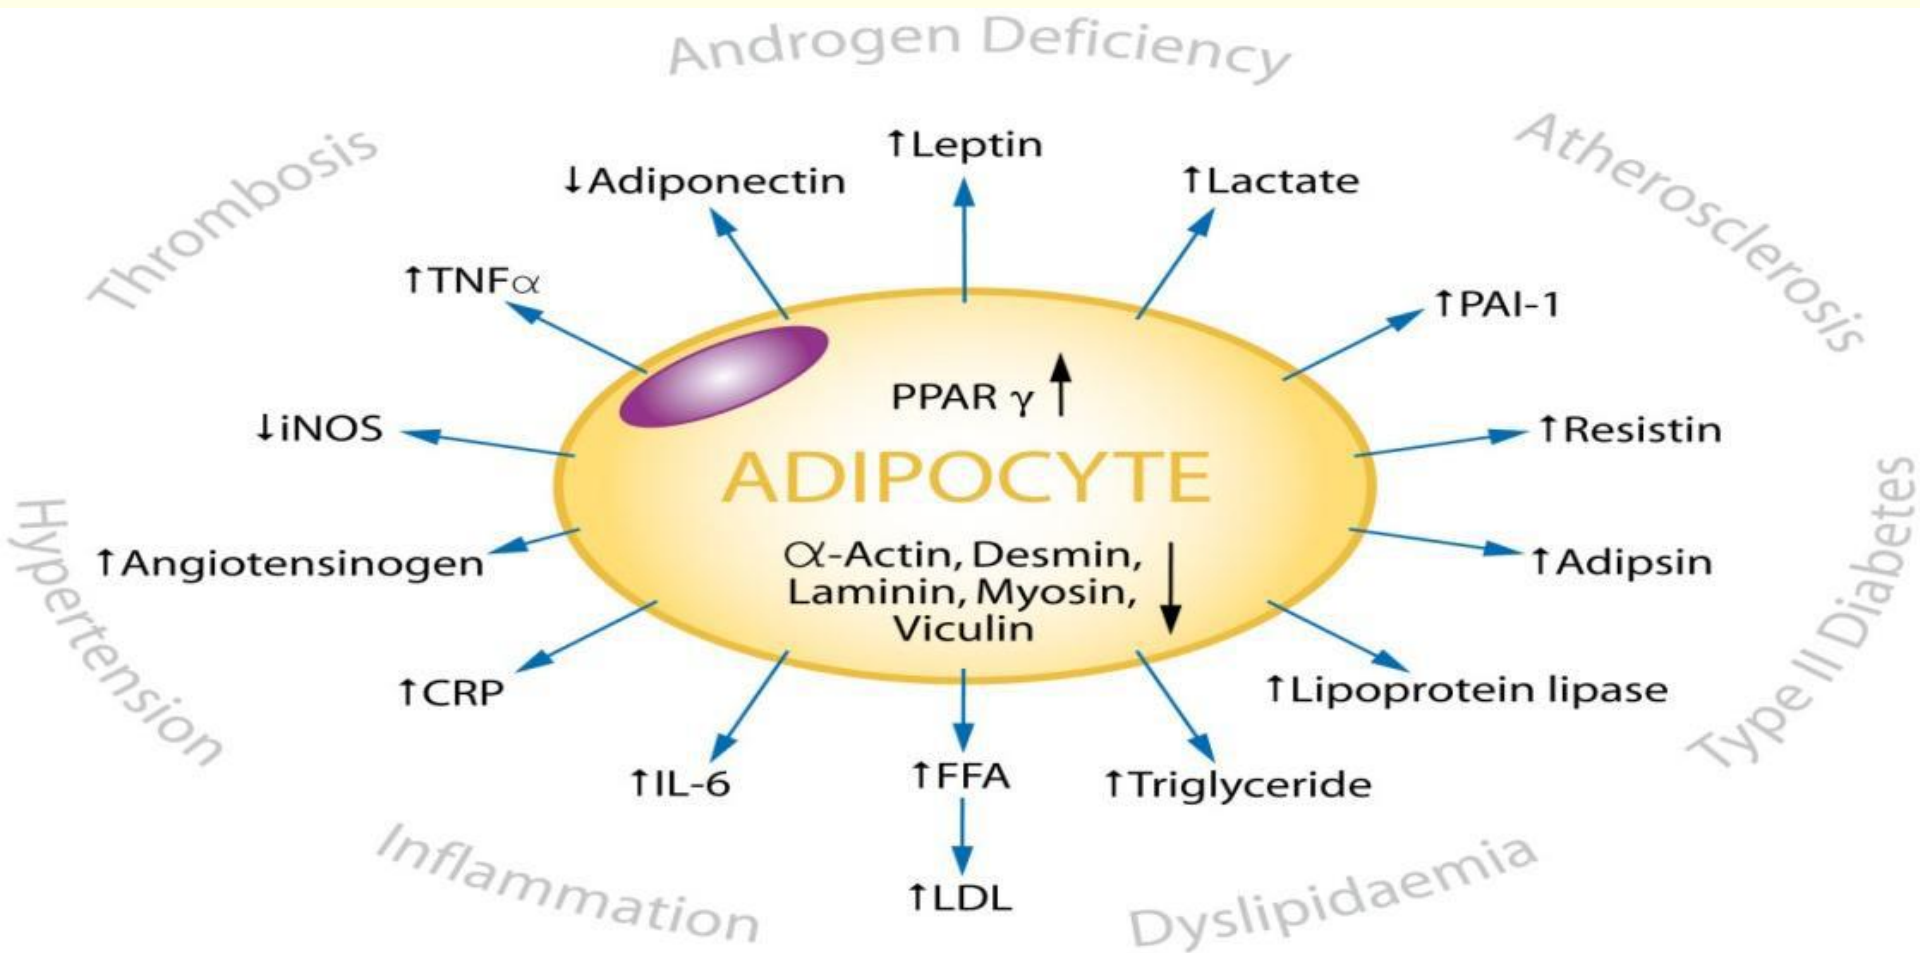 Androgen Deficiency
Thrombosis
Atherosclerosis
↑Leptin
↓Adiponectin
↑Lactate
↑TNFα
↑PAI-1
PPAR γ ↑
↓iNOS
↑Resistin
ADIPOCYTE
α-Actin, Desmin,
Laminin, Myosin,
Viculin ↓
↑Angiotensinogen
↑Adipsin
Hypertension
Type II Diabetes
↑CRP
↑Lipoprotein lipase
↑IL-6
↑FFA
↑Triglyceride
↑LDL
Inflammation
Dyslipidaemia